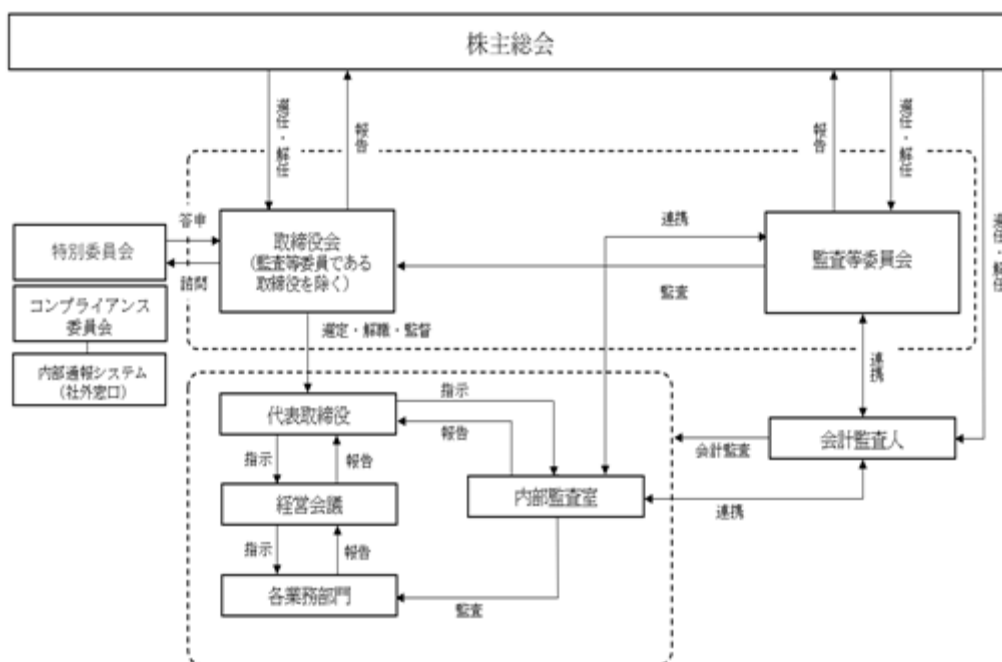 株主総会
選任・解任
報告
報告
選任・解任
選任・解任
答申
特別委員会
諮問
取締役会
(監査等委員である
取締役を除く)
連携
監査
監査等委員会
コンプライアンス
委員会
内部通報システム
(社外窓口)
選定・解職・監督
連携
代表取締役
指示
報告
会計監査
会計監査人
指示
報告
経営会議
内部監査室
連携
指示
報告
各業務部門
監査